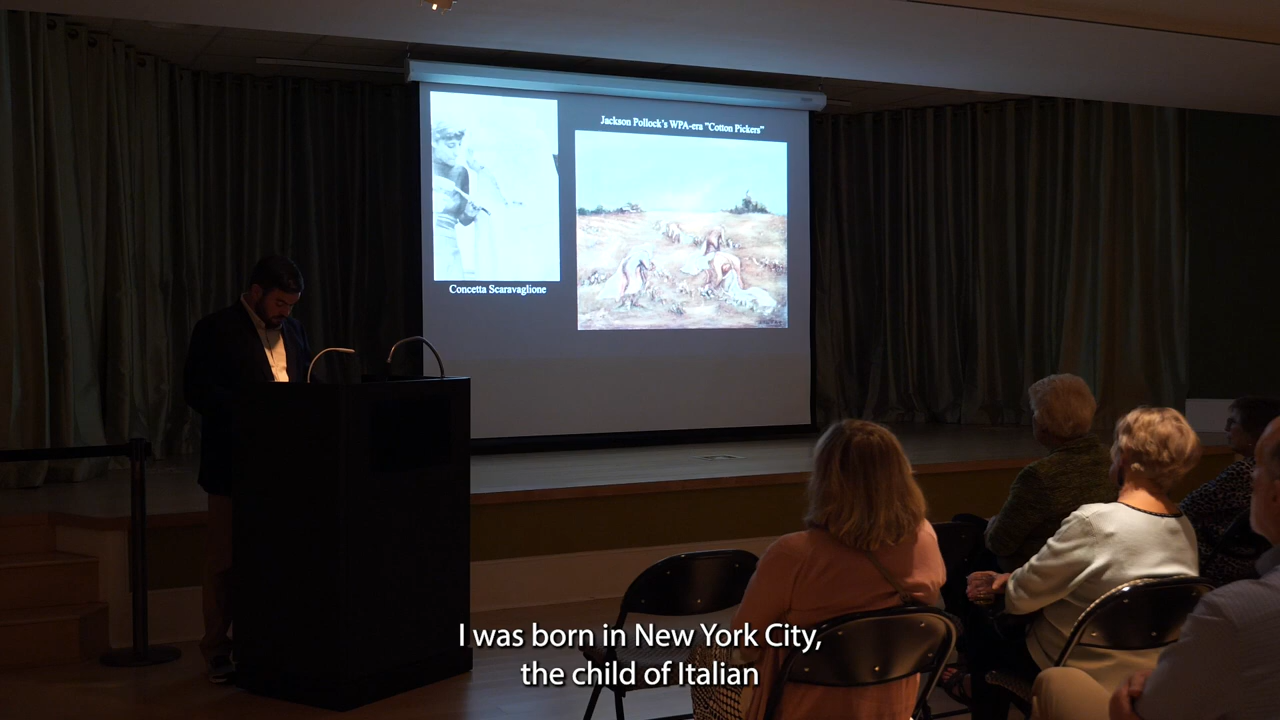 Jackson Pollock's WPA-era "Cotton Pickers"
Concetta Scaravaglione
I was born in New York City,
the child of Italian